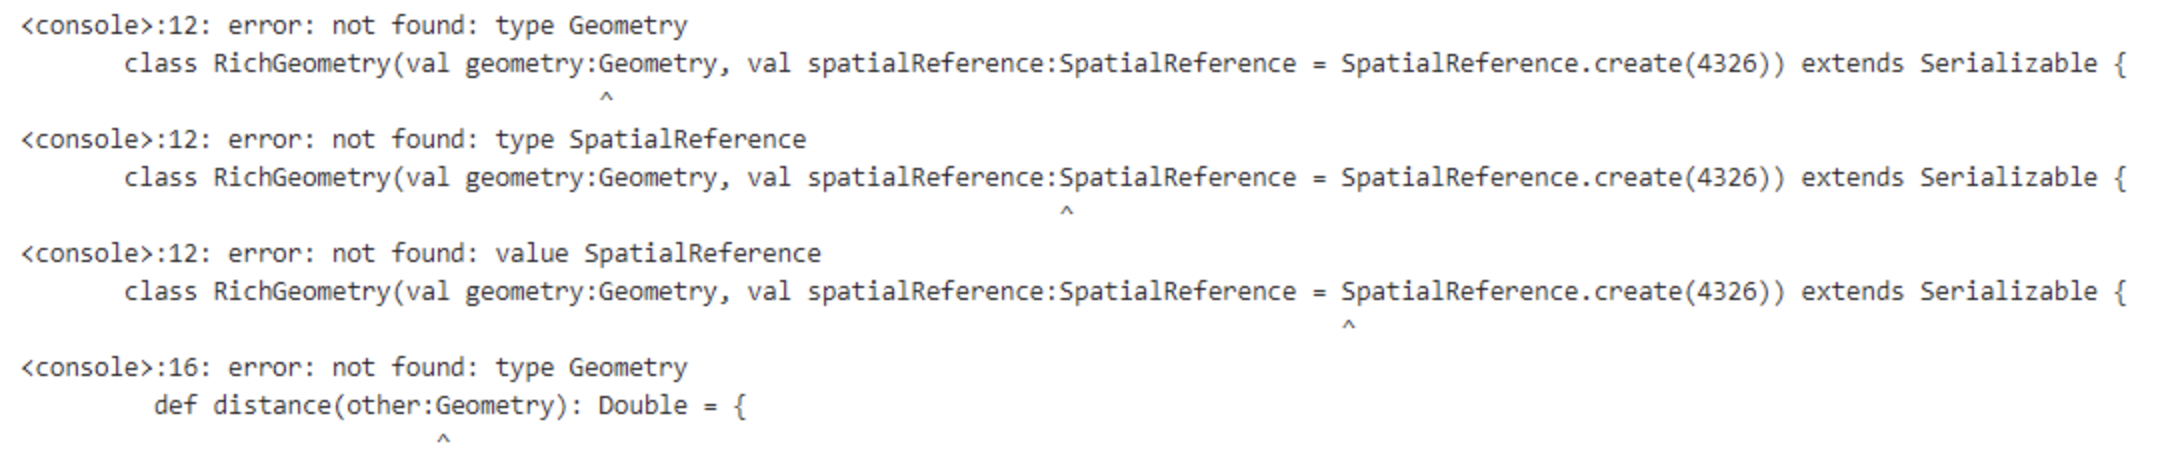 <console>:12: error: not found: type Geometry
class RichGeometry(val geometry:Geometry, val spatialReference:SpatialReference = SpatialReference.create(4326)) extends Serializable {
^
<console>:12: error: not found: type SpatialReference
class RichGeometry(val geometry:Geometry, val spatialReference:SpatialReference = SpatialReference.create(4326)) extends Serializable {
^
<console>:12: error: not found: value SpatialReference
class RichGeometry(val geometry:Geometry, val spatialReference:SpatialReference = SpatialReference.create(4326)) extends Serializable {
^
<console>:16: error: not found: type Geometry
def distance(other:Geometry): Double = {
^